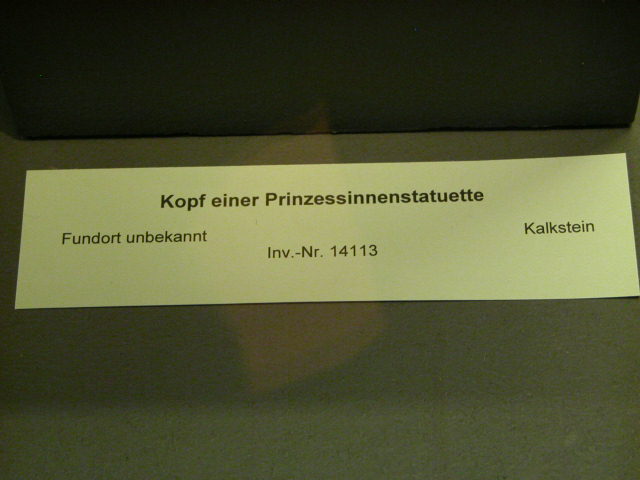 Kopf einer Prinzessinnenstatuette
Fundort unbekannt
Kalkstein
Inv.-Nr. 14113